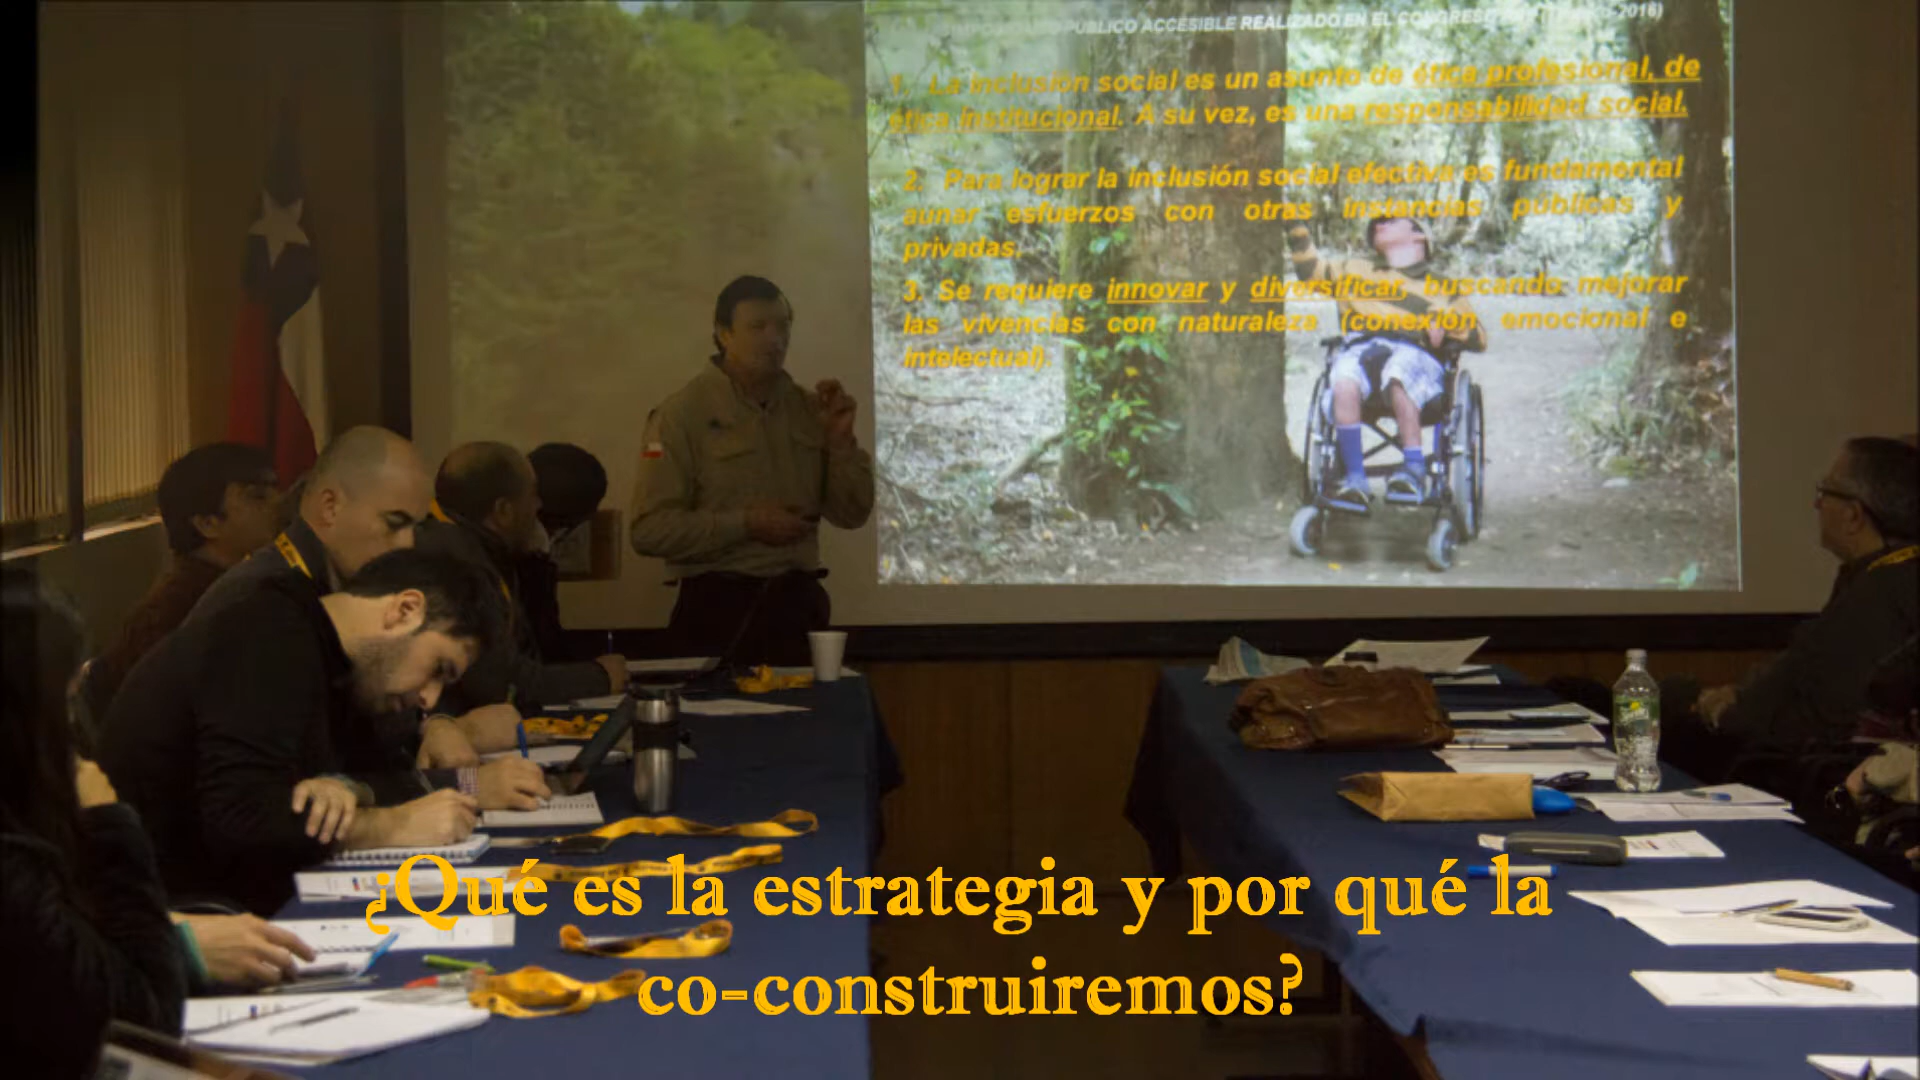 PÚBLICO ACCESIBLE REALIZADO EN EL CONGRESO
1. La inclusión social es un asunto de ética profesional, de
ética institucional. A su vez, es una responsabilidad social.
2. Para lograr la inclusión social efectiva es fundamental
aunar esfuerzos con otras instancias públicas y
privadas.
3. Se requiere innovar y diversificar, buscando mejorar
las vivencias con naturaleza (conexión emocional e
intelectual).
¿Qué es la estrategia y por qué la
co-construiremos?